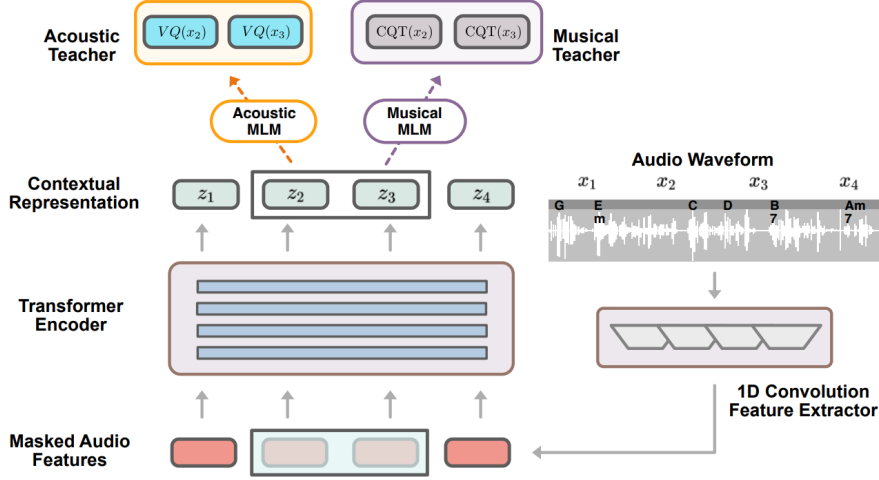 Acoustic
Teacher
VQ(x₂)
VQ(x₃)
CQT(x₂)
CQT(x₃)
Musical
Teacher
Acoustic
MLM
Musical
MLM
Contextual
Representation
z₁
z₂
z₃
z₄
Audio Waveform
x₁
x₂
x₃
x₄
G
E
m
C
D
B
7
Am
7
Transformer
Encoder
1D Convolution
Feature Extractor
Masked Audio
Features